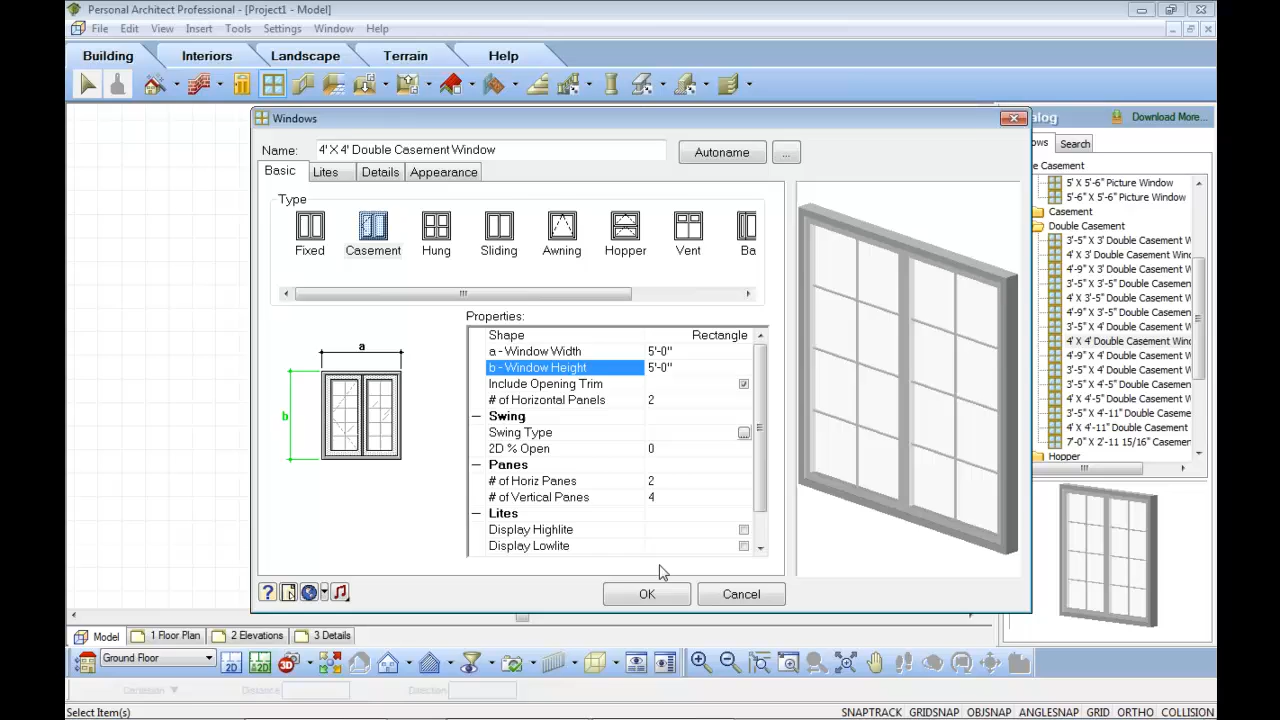 Personal Architect Professional - [Project1 - Model]
File Edit View Insert Tools Settings Window Help
Building Interiors Landscape Terrain Help
Windows
alog Download More...
Name: 4' X 4' Double Casement Window Autoname ...
ows Search
Basic Lites Details Appearance
Type
Fixed Casement Hung Sliding Awning Hopper Vent Ba
e Casement
5' X 5'-6" Picture Window
5'-6" X 5'-6" Picture Window
Casement
Double Casement
3'-5" X 3' Double Casement W
4' X 3' Double Casement Winc
4'-9" X 3' Double Casement W
3'-5" X 3'-5" Double Casemen
4' X 3'-5" Double Casement W
4'-9" X 3'-5" Double Casemen
3'-5" X 4' Double Casement W
4' X 4' Double Casement Wind
4'-9" X 4' Double Casement W
3'-5" X 4'-5" Double Casemen
4' X 4'-5" Double Casement W
3'-5" X 4'-11" Double Caseme
4' X 4'-11" Double Casement
7'-0" X 2'-11 15/16" Casemen
Hopper
Properties:
Shape Rectangle
a - Window Width 5'-0"
b - Window Height 5'-0"
Include Opening Trim
# of Horizontal Panels 2
Swing
Swing Type ...
2D % Open 0
Panes
# of Horiz Panes 2
# of Vertical Panes 4
Lites
Display Highlite
Display Lowlite
a
b
OK Cancel
Model 1 Floor Plan 2 Elevations 3 Details
Ground Floor 2D 2D 3D
Cartesian Distance Direction
Select Item(s) SNAPTRACK GRIDSNAP OBJSNAP ANGLESNAP GRID ORTHO COLLISION